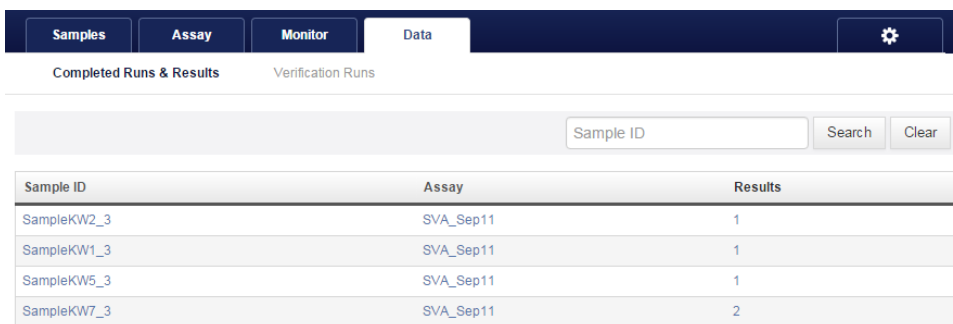 Samples Assay Monitor Data
Completed Runs & Results Verification Runs
Sample ID Search Clear
Sample ID Assay Results
SampleKW2_3 SVA_Sep11 1
SampleKW1_3 SVA_Sep11 1
SampleKW5_3 SVA_Sep11 1
SampleKW7_3 SVA_Sep11 2